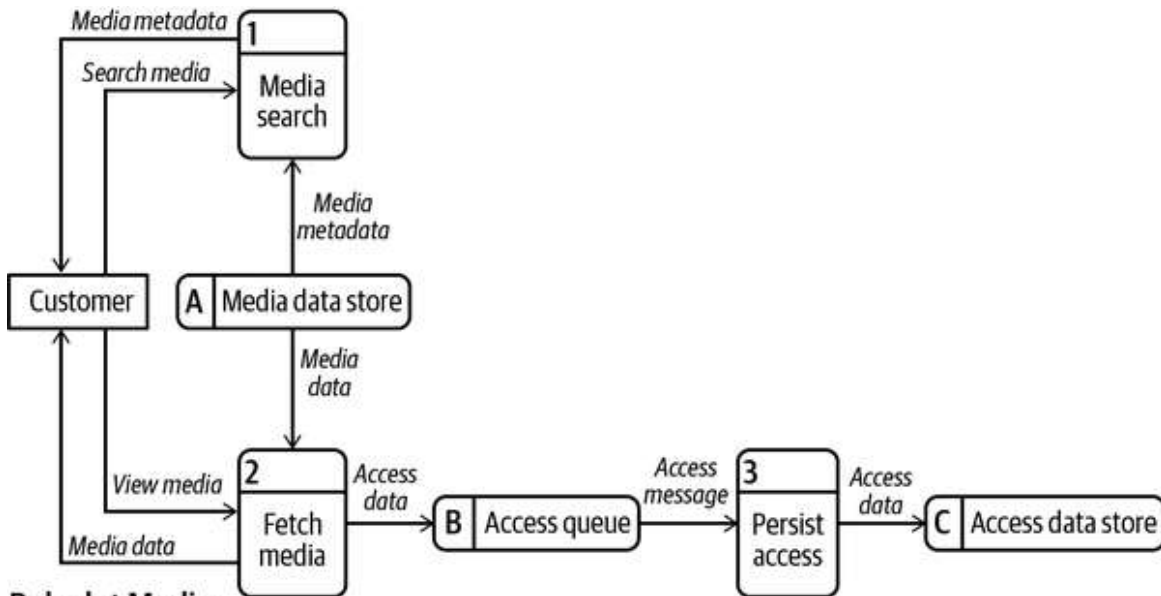 Media metadata
1
Search media
Media
search
Media
metadata
Customer
A Media data store
Media
data
2
View media
Fetch
media
Media data
Access
data
B Access queue
Access
message
3
Persist
access
Access
data
C Access data store